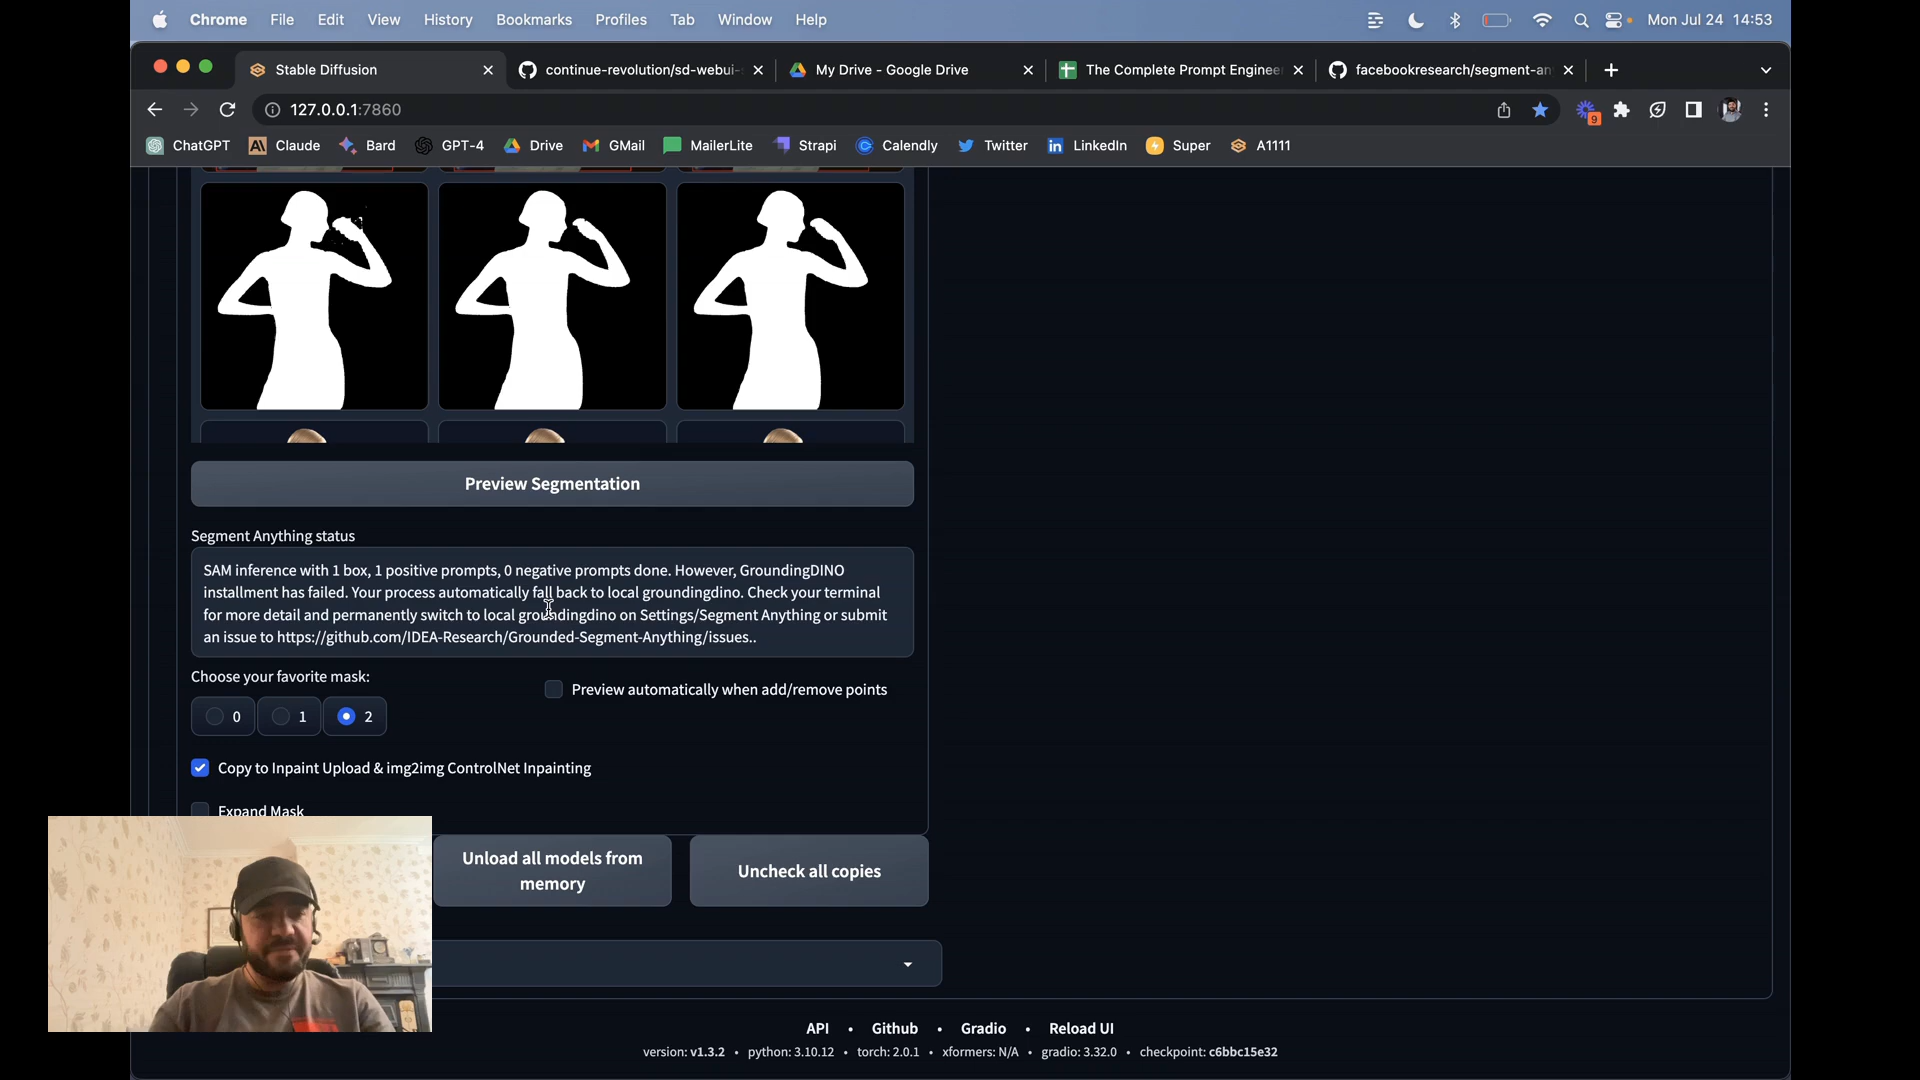 Chrome File Edit View History Bookmarks Profiles Tab Window Help Mon Jul 24 14:53
Stable Diffusion continue-revolution/sd-webui- My Drive - Google Drive The Complete Prompt Enginee facebookresearch/segment-an
127.0.0.1:7860 9
ChatGPT Claude Bard GPT-4 Drive GMail MailerLite Strapi Calendly Twitter LinkedIn Super A1111
Preview Segmentation
Segment Anything status
SAM inference with 1 box, 1 positive prompts, 0 negative prompts done. However, GroundingDINO
installment has failed. Your process automatically fall back to local groundingdino. Check your terminal
for more detail and permanently switch to local groundingdino on Settings/Segment Anything or submit
an issue to https://github.com/IDEA-Research/Grounded-Segment-Anything/issues..
Choose your favorite mask:
Preview automatically when add/remove points
0 1 2
Copy to Inpaint Upload & img2img ControlNet Inpainting
Expand Mask
Unload all models from
memory
Uncheck all copies
API • Github • Gradio • Reload UI
version: v1.3.2 • python: 3.10.12 • torch: 2.0.1 • xformers: N/A • gradio: 3.32.0 • checkpoint: c6bbc15e32